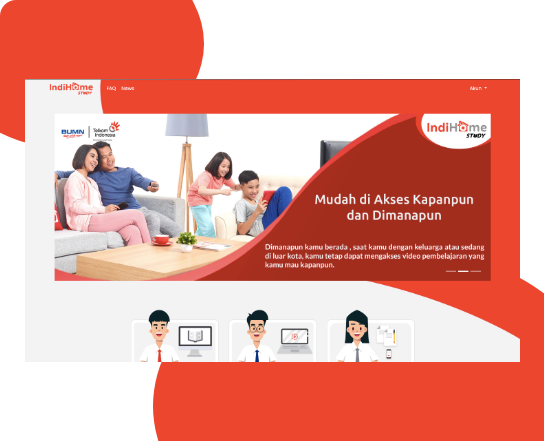 IndiHome
STUDY
FAQ News
Akun
BUMN
Telkom
Indonesia
IndiHome
STUDY
Mudah di Akses Kapanpun
dan Dimanapun
Dimanapun kamu berada , saat kamu dengan keluarga atau sedang
di luar kota, kamu tetap dapat mengakses video pembelajaran yang
kamu mau kapanpun.